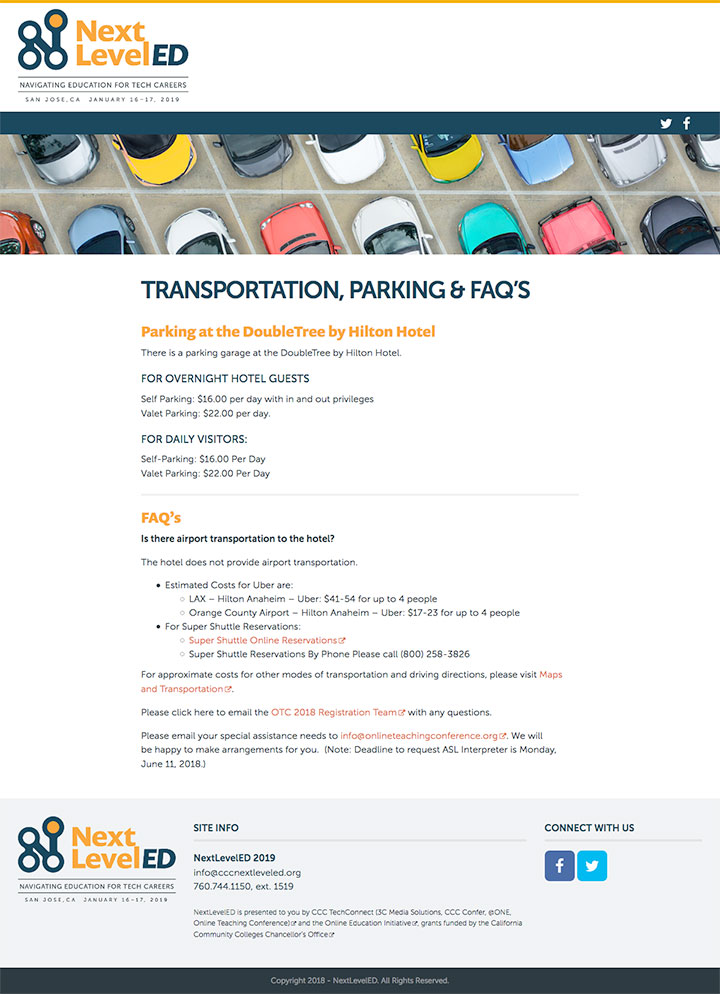 Next
LevelED
NAVIGATING EDUCATION FOR TECH CAREERS
SAN JOSE, CA JANUARY 16–17, 2019
TRANSPORTATION, PARKING & FAQ'S
Parking at the DoubleTree by Hilton Hotel
There is a parking garage at the DoubleTree by Hilton Hotel.
FOR OVERNIGHT HOTEL GUESTS
Self Parking: $16.00 per day with in and out privileges
Valet Parking: $22.00 per day.
FOR DAILY VISITORS:
Self-Parking: $16.00 Per Day
Valet Parking: $22.00 Per Day
FAQ's
Is there airport transportation to the hotel?
The hotel does not provide airport transportation.
Estimated Costs for Uber are:
LAX – Hilton Anaheim – Uber: $41-54 for up to 4 people
Orange County Airport – Hilton Anaheim – Uber: $17-23 for up to 4 people
For Super Shuttle Reservations:
Super Shuttle Online Reservations
Super Shuttle Reservations By Phone Please call (800) 258-3826
For approximate costs for other modes of transportation and driving directions, please visit Maps
and Transportation.
Please click here to email the OTC 2018 Registration Team with any questions.
Please email your special assistance needs to info@onlineteachingconference.org. We will
be happy to make arrangements for you. (Note: Deadline to request ASL Interpreter is Monday,
June 11, 2018.)
Next
LevelED
NAVIGATING EDUCATION FOR TECH CAREERS
SAN JOSE, CA JANUARY 16–17, 2019
SITE INFO
NextLevelED 2019
info@cccnextleveled.org
760.744.1150, ext. 1519
NextLevelED is presented to you by CCC TechConnect (3C Media Solutions, CCC Confer, @ONE,
Online Teaching Conference) and the Online Education Initiative, grants funded by the California
Community Colleges Chancellor's Office
CONNECT WITH US
Copyright 2018 - NextLevelED. All Rights Reserved.